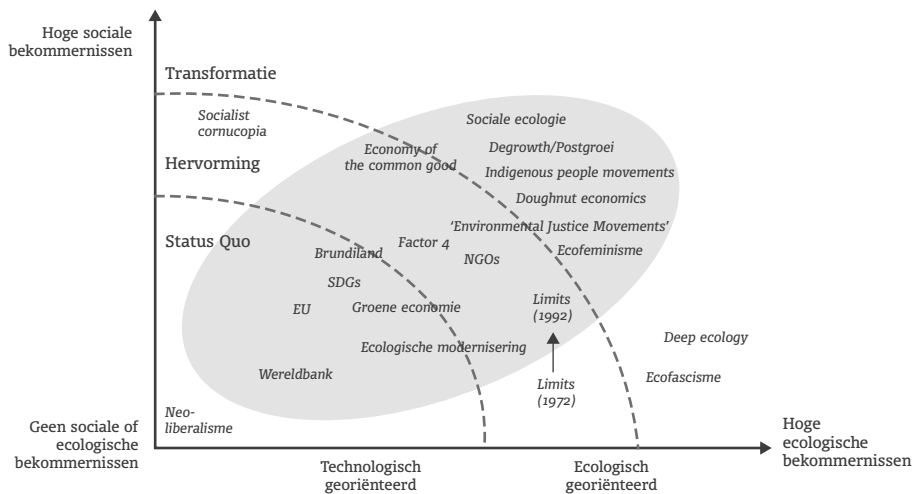 Hoge sociale
bekommernissen
Transformatie
Socialist
cornucopia
Sociale ecologie
Economy of
the common good
Degrowth/Postgroei
Hervorming
Indigenous people movements
Doughnut economics
'Environmental Justice Movements'
Status Quo
Factor 4
Brundiland
Ecofeminisme
NGOs
SDGs
EU
Groene economie
Limits
(1992)
Ecologische modernisering
Deep ecology
Wereldbank
Ecofascisme
Limits
(1972)
Neo-
liberalisme
Geen sociale of
ecologische
bekommernissen
Hoge
ecologische
bekommernissen
Technologisch
georiënteerd
Ecologisch
georiënteerd